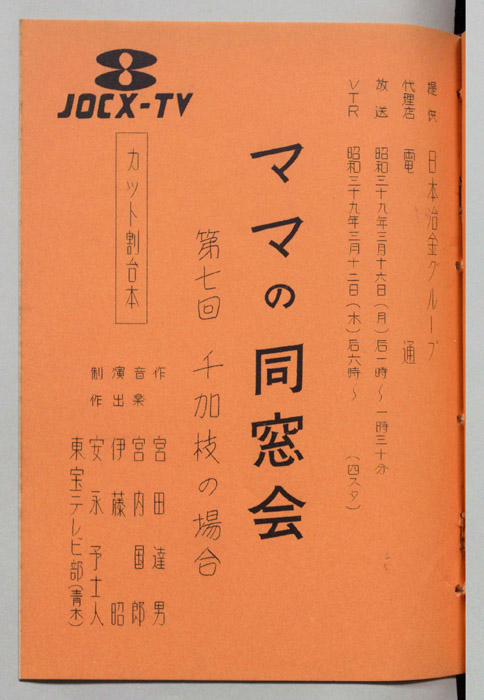 JOCX-TV
提供 日本冶金グループ
代理店 電通
放送 昭和三十九年三月十六日(月)后一時〜一時三十分
VTR 昭和三十九年三月十二日(木)后六時〜 (四スタ)
ママの同窓会
第七回 千加枝の場合
カット割台本
作 宮田達男
音楽 宮内国郎
演出 伊藤昭
制作 安永予士人
東宝テレビ部(青木)